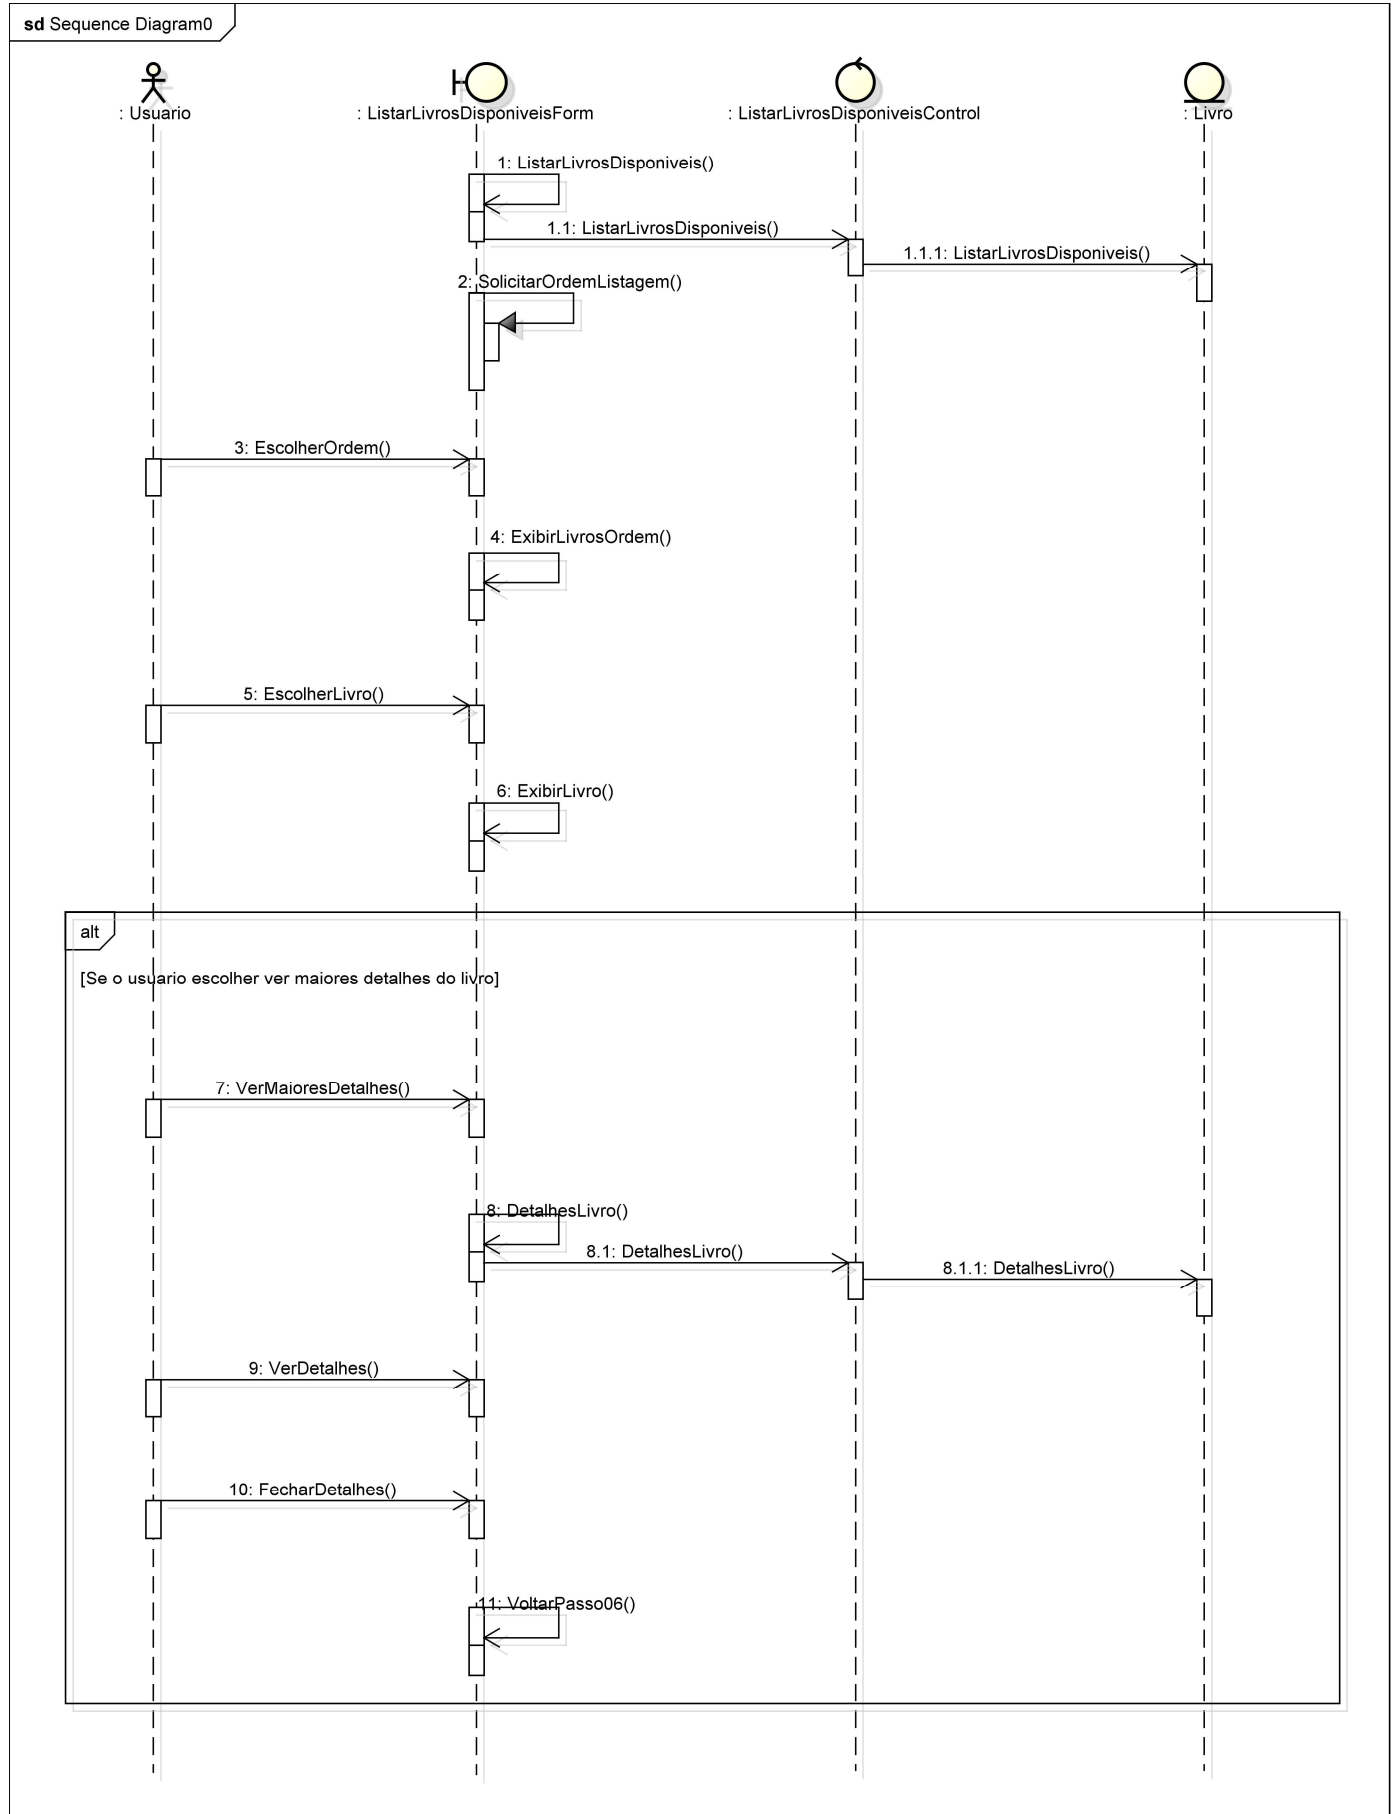 sd Sequence Diagram0
: Usuario
: ListarLivrosDisponiveisForm
: ListarLivrosDisponiveisControl
: Livro
1: ListarLivrosDisponiveis()
1.1: ListarLivrosDisponiveis()
1.1.1: ListarLivrosDisponiveis()
2: SolicitarOrdemListagem()
3: EscolherOrdem()
4: ExibirLivrosOrdem()
5: EscolherLivro()
6: ExibirLivro()
alt
[Se o usuario escolher ver maiores detalhes do livro]
7: VerMaioresDetalhes()
8: DetalhesLivro()
8.1: DetalhesLivro()
8.1.1: DetalhesLivro()
9: VerDetalhes()
10: FecharDetalhes()
11: VoltarPasso06()